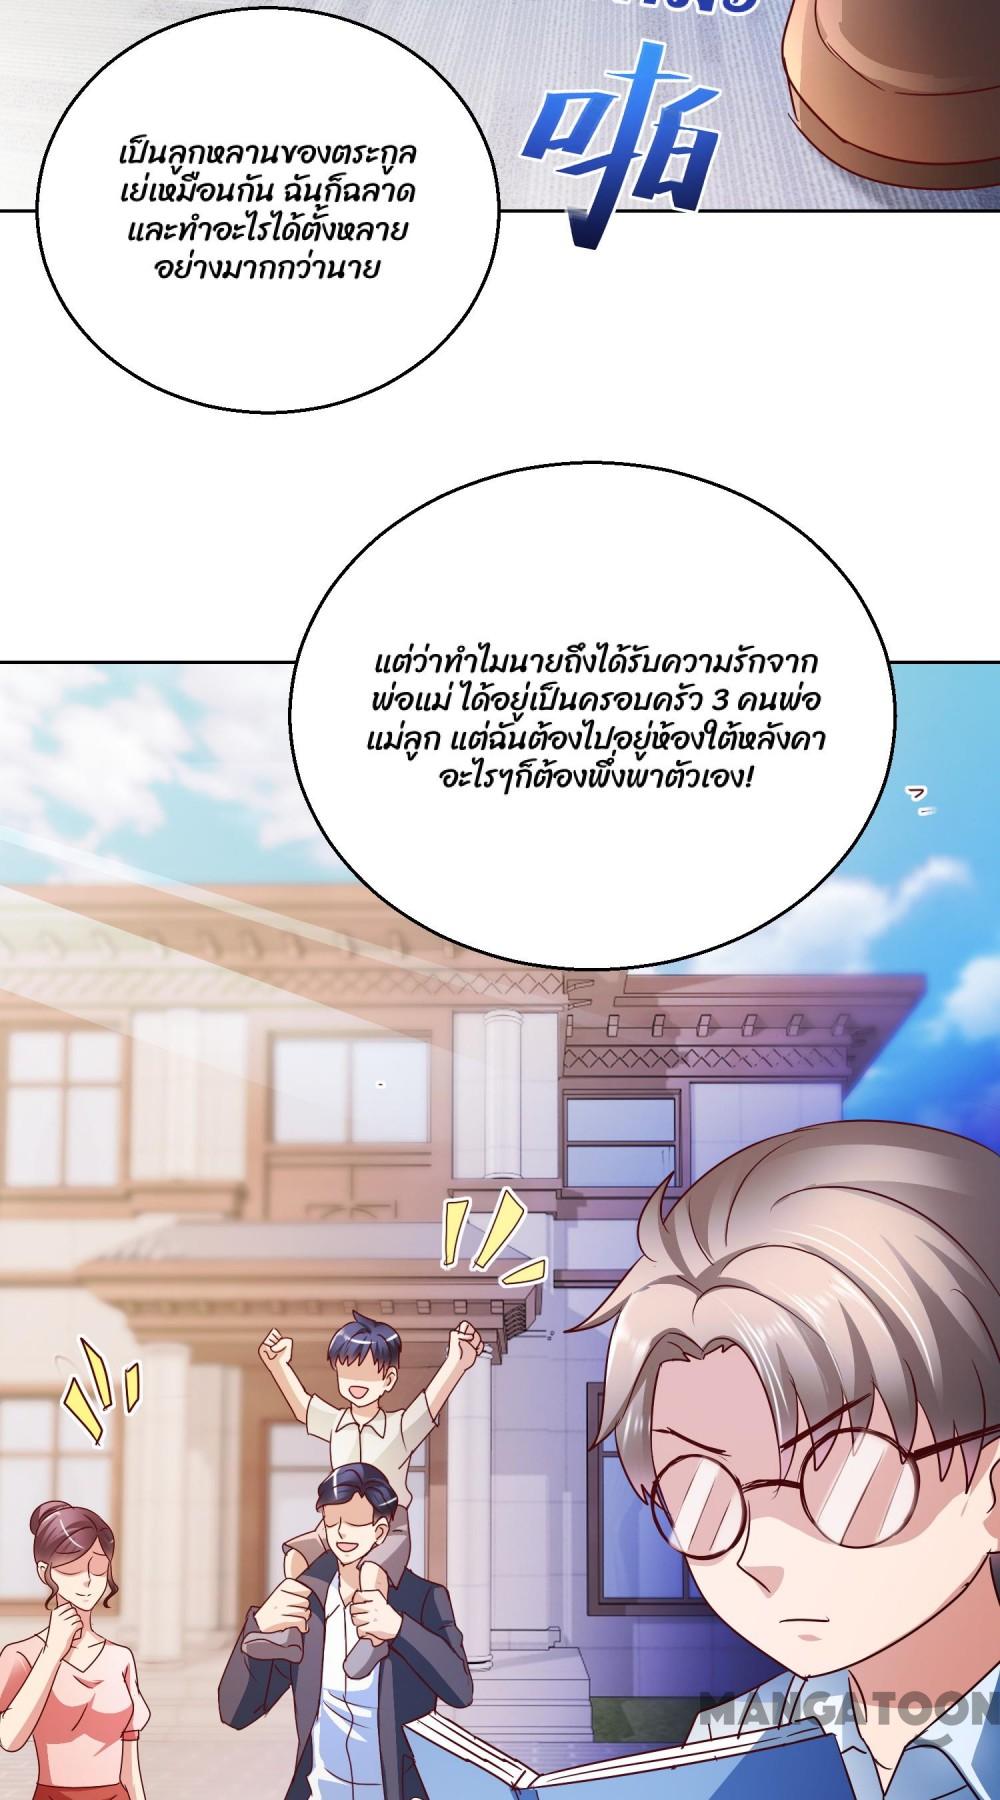 啪
เป็นลูกหลานของตระกูล
เย่เหมือนกัน ฉันก็ฉลาด
และทำอะไรได้ตั้งหลาย
อย่างมากกว่านาย
แต่ว่าทำไมนายถึงได้รับความรักจาก
พ่อแม่ ได้อยู่เป็นครอบครัว 3 คนพ่อ
แม่ลูก แต่ฉันต้องไปอยู่ห้องใต้หลังคา
อะไรๆก็ต้องพึ่งพาตัวเอง!
MANGATOON